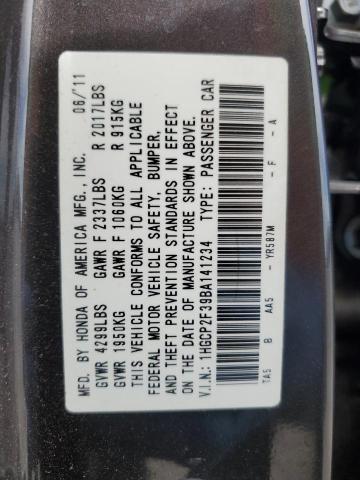 MFD. BY HONDA OF AMERICA MFG., INC. 06/11
GVWR 4299LBS GAWR F 2337LBS R 2017LBS
GVWR 1950KG GAWR F 1060KG R 915KG
THIS VEHICLE CONFORMS TO ALL APPLICABLE
FEDERAL MOTOR VEHICLE SAFETY, BUMPER,
AND THEFT PREVENTION STANDARDS IN EFFECT
ON THE DATE OF MANUFACTURE SHOWN ABOVE.
V.I.N.: 1HGCP2F39BA141234 TYPE: PASSENGER CAR
TA5 B AA5 - YR587M - F - A